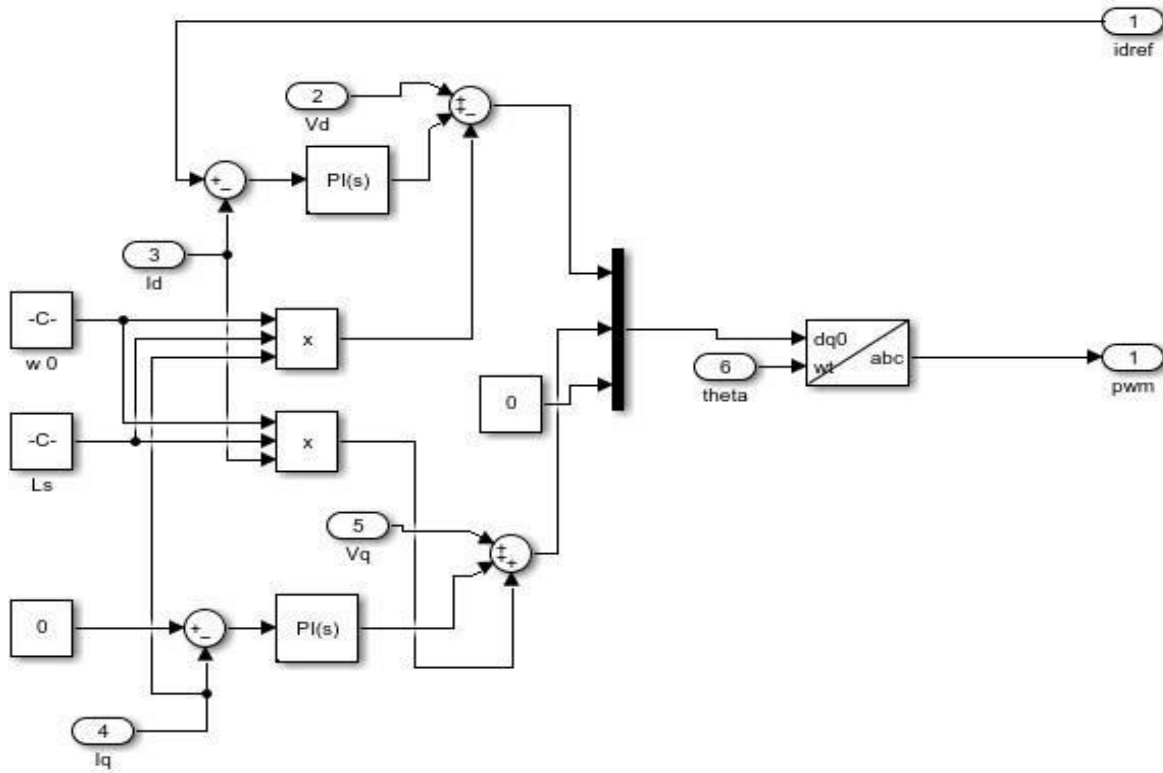 1
idref
2
Vd
+
+
-
PI(s)
+
-
3
Id
-C-
w 0
x
dq0
wt
abc
1
pwm
6
theta
0
-C-
Ls
x
5
Vq
+
+
+
0
+
-
PI(s)
4
Iq